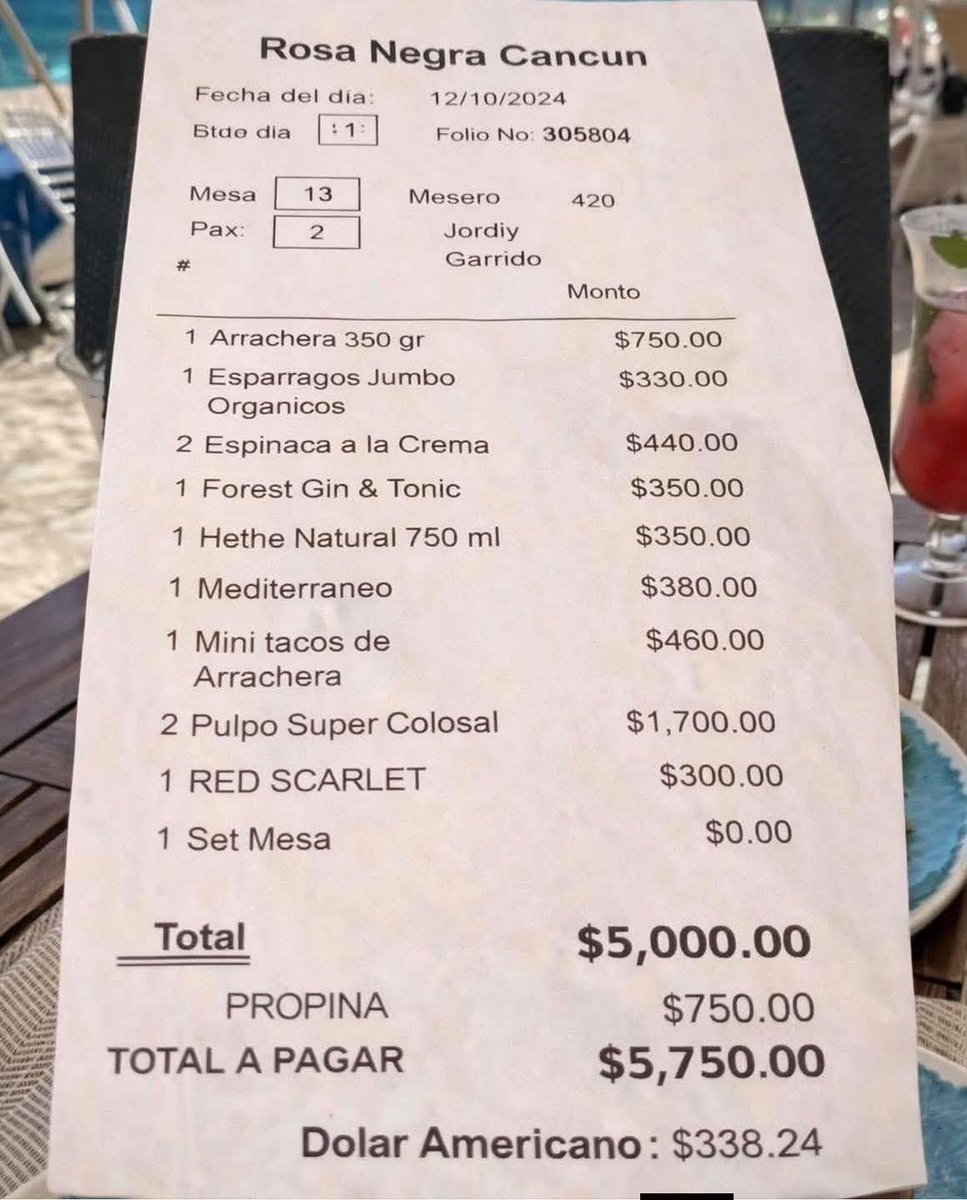 Rosa Negra Cancun
Fecha del día: 12/10/2024
Btdo dia :1: Folio No: 305804
Mesa 13 Mesero 420
Pax: 2 Jordiy
# Garrido
Monto
1 Arrachera 350 gr $750.00
1 Esparragos Jumbo $330.00
Organicos
2 Espinaca a la Crema $440.00
1 Forest Gin & Tonic $350.00
1 Hethe Natural 750 ml $350.00
1 Mediterraneo $380.00
1 Mini tacos de $460.00
Arrachera
2 Pulpo Super Colosal $1,700.00
1 RED SCARLET $300.00
1 Set Mesa $0.00
Total $5,000.00
PROPINA $750.00
TOTAL A PAGAR $5,750.00
Dolar Americano: $338.24